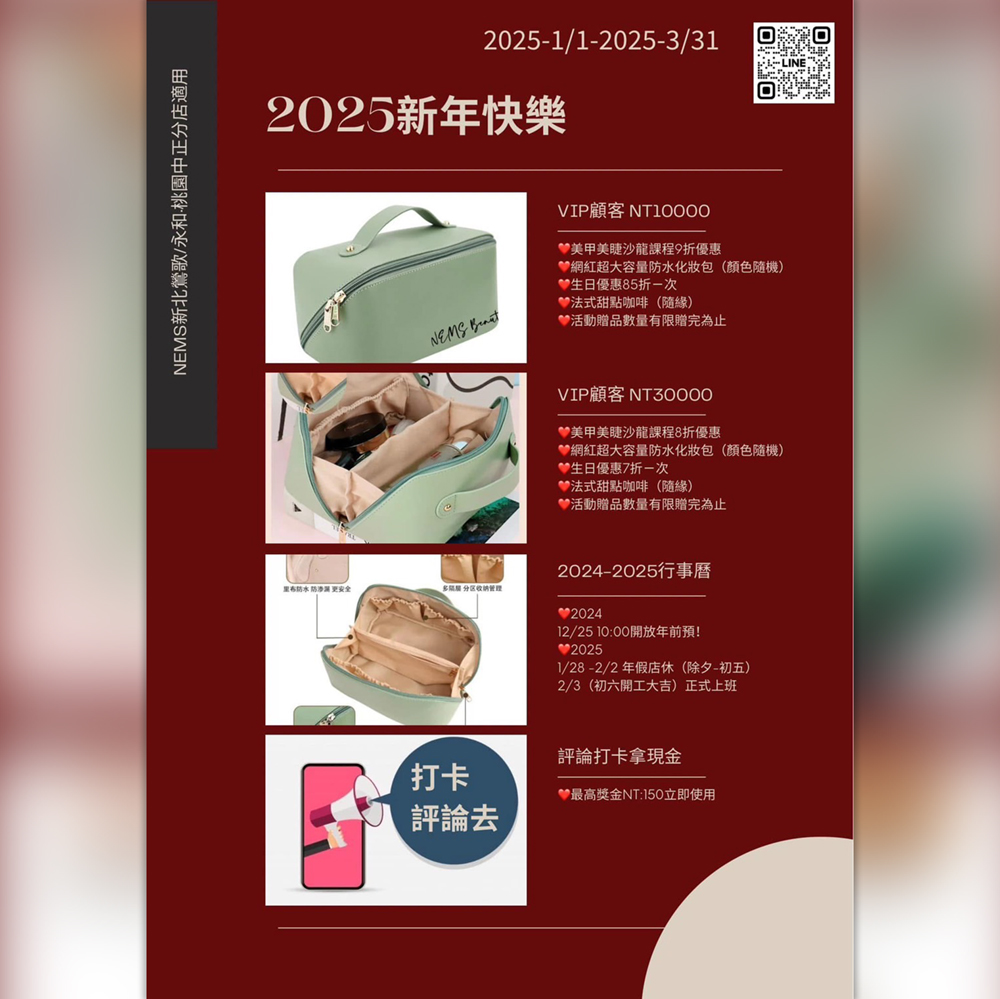 2025-1/1-2025-3/31
LINE
2025新年快樂
NEMS新北鶯歌/永和·桃園中正分店適用
NEMS Beaut
VIP顧客 NT10000
❤️美甲美睫沙龍課程9折優惠
❤️網紅超大容量防水化妝包（顏色隨機）
❤️生日優惠85折一次
❤️法式甜點咖啡（隨緣）
❤️活動贈品數量有限贈完為止
VIP顧客 NT30000
❤️美甲美睫沙龍課程8折優惠
❤️網紅超大容量防水化妝包（顏色隨機）
❤️生日優惠7折一次
❤️法式甜點咖啡（隨緣）
❤️活動贈品數量有限贈完為止
里布防水 防渗漏 更安全
多隔层 分区收纳管理
2024-2025行事曆
❤️2024
12/25 10:00開放年前預！
❤️2025
1/28 -2/2 年假店休（除夕-初五）
2/3（初六開工大吉）正式上班
打卡
評論去
評論打卡拿現金
❤️最高獎金NT:150立即使用